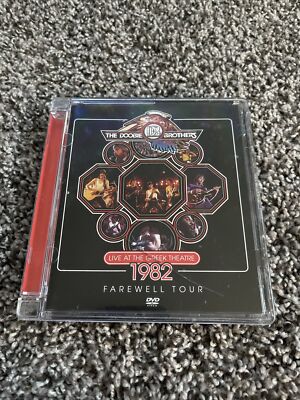 THE DOOBIE BROTHERS
LIVE AT THE GREEK THEATRE
1982
FAREWELL TOUR
DVD